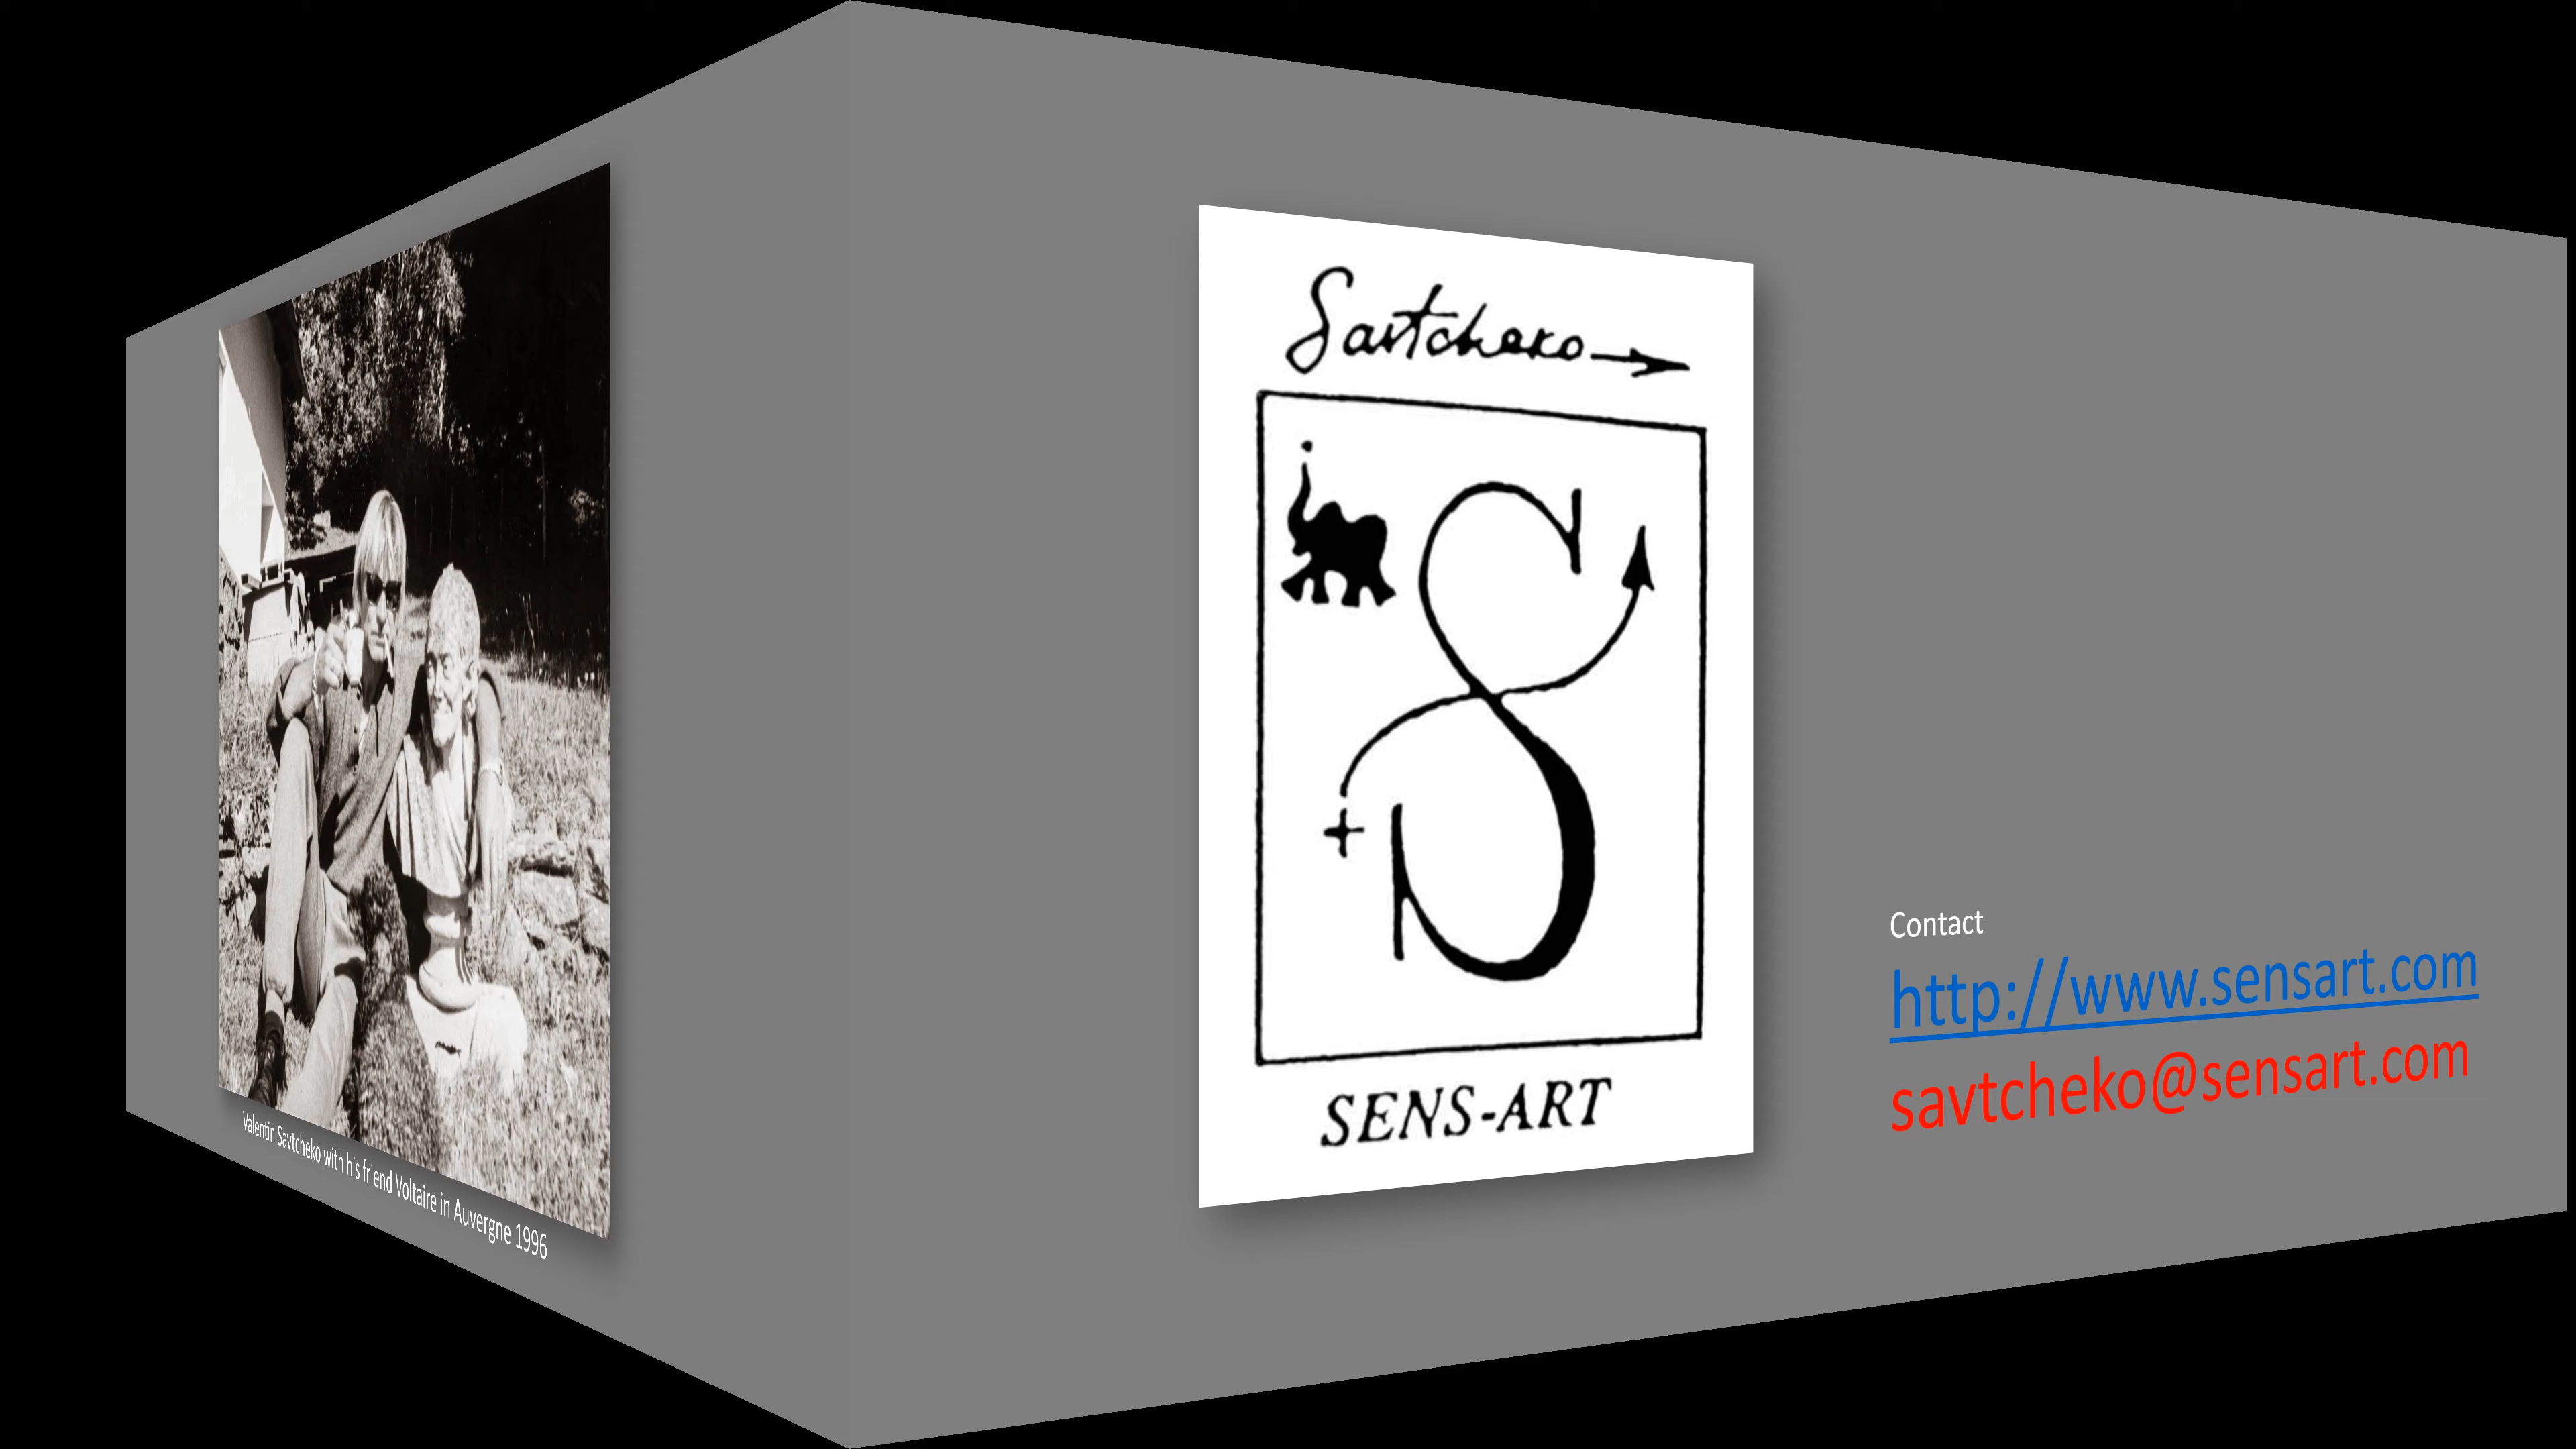 Valentin Savtcheko with his friend Voltaire in Auvergne 1996
Savtcheko
SENS-ART
Contact
http://www.sensart.com
savtcheko@sensart.com